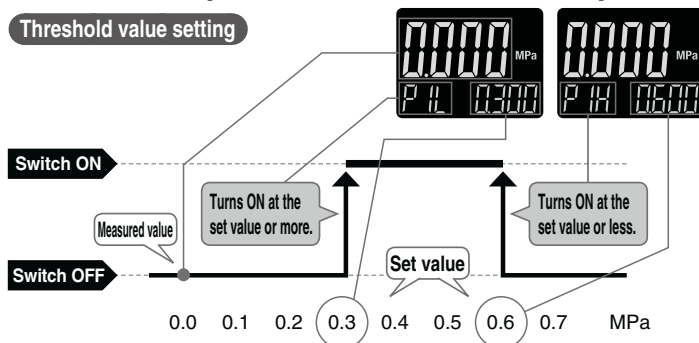 Threshold value setting
0.000 MPa
P 1L 0.300
0.000 MPa
P 1H 0.600
Switch ON
Measured value
Turns ON at the
set value or more.
Turns ON at the
set value or less.
Switch OFF
Set value
0.0 0.1 0.2 0.3 0.4 0.5 0.6 0.7 MPa